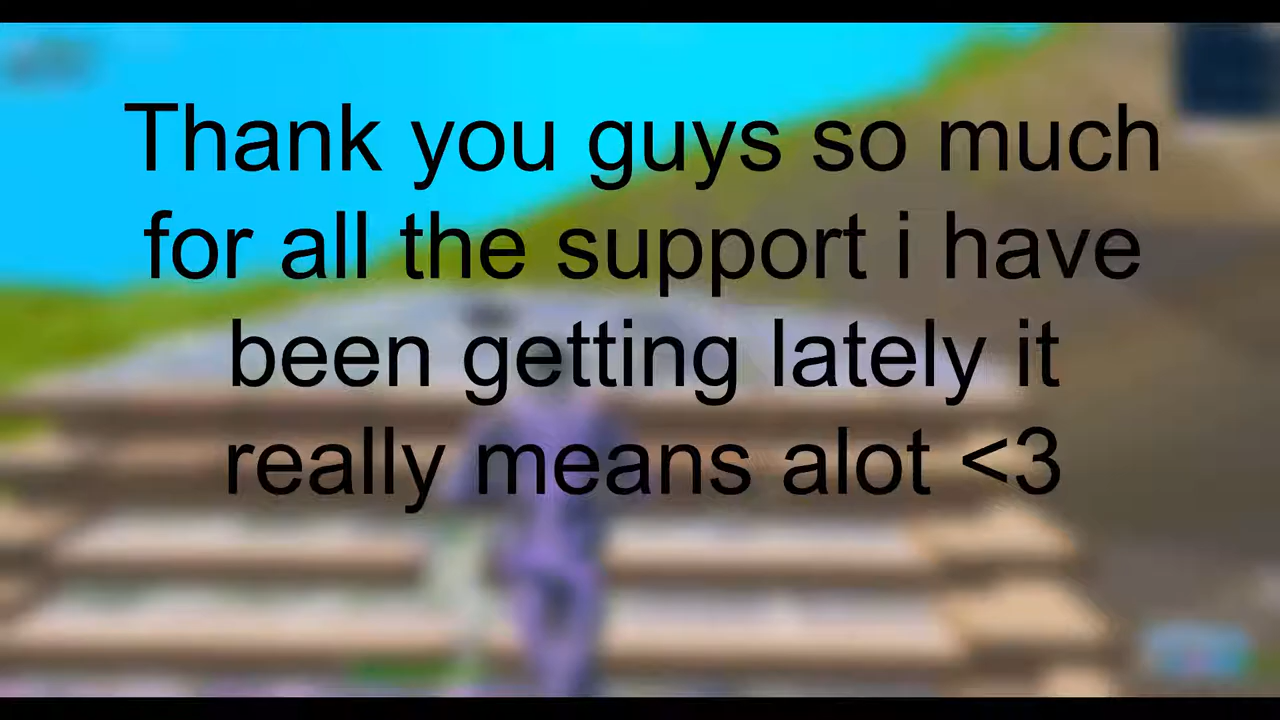 Thank you guys so much
for all the support i have
been getting lately it
really means alot <3